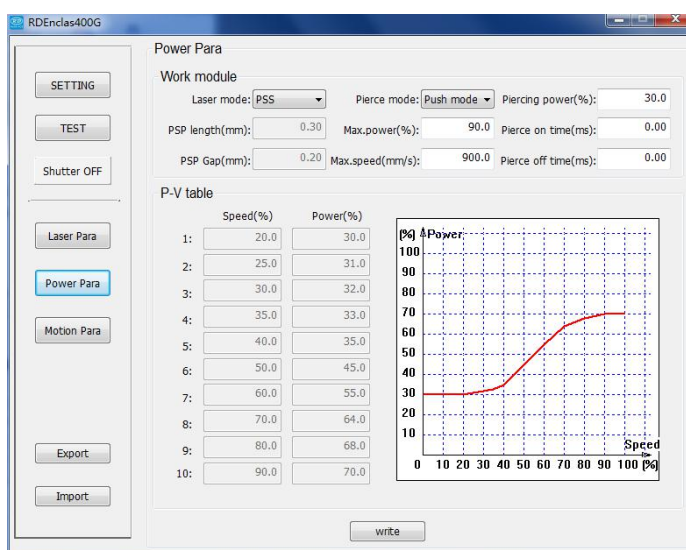 RDEnclas400G
SETTING
TEST
Shutter OFF
Laser Para
Power Para
Motion Para
Export
Import
Power Para
Work module
Laser mode: PSS Pierce mode: Push mode Piercing power(%): 30.0
PSP length(mm): 0.30 Max.power(%): 90.0 Pierce on time(ms): 0.00
PSP Gap(mm): 0.20 Max.speed(mm/s): 900.0 Pierce off time(ms): 0.00
P-V table
Speed(%) Power(%)
1: 20.0 30.0
2: 25.0 31.0
3: 30.0 32.0
4: 35.0 33.0
5: 40.0 35.0
6: 50.0 45.0
7: 60.0 55.0
8: 70.0 64.0
9: 80.0 68.0
10: 90.0 70.0
(%) Power
100
90
80
70
60
50
40
30
20
10
Speed
0 10 20 30 40 50 60 70 80 90 100 (%)
write